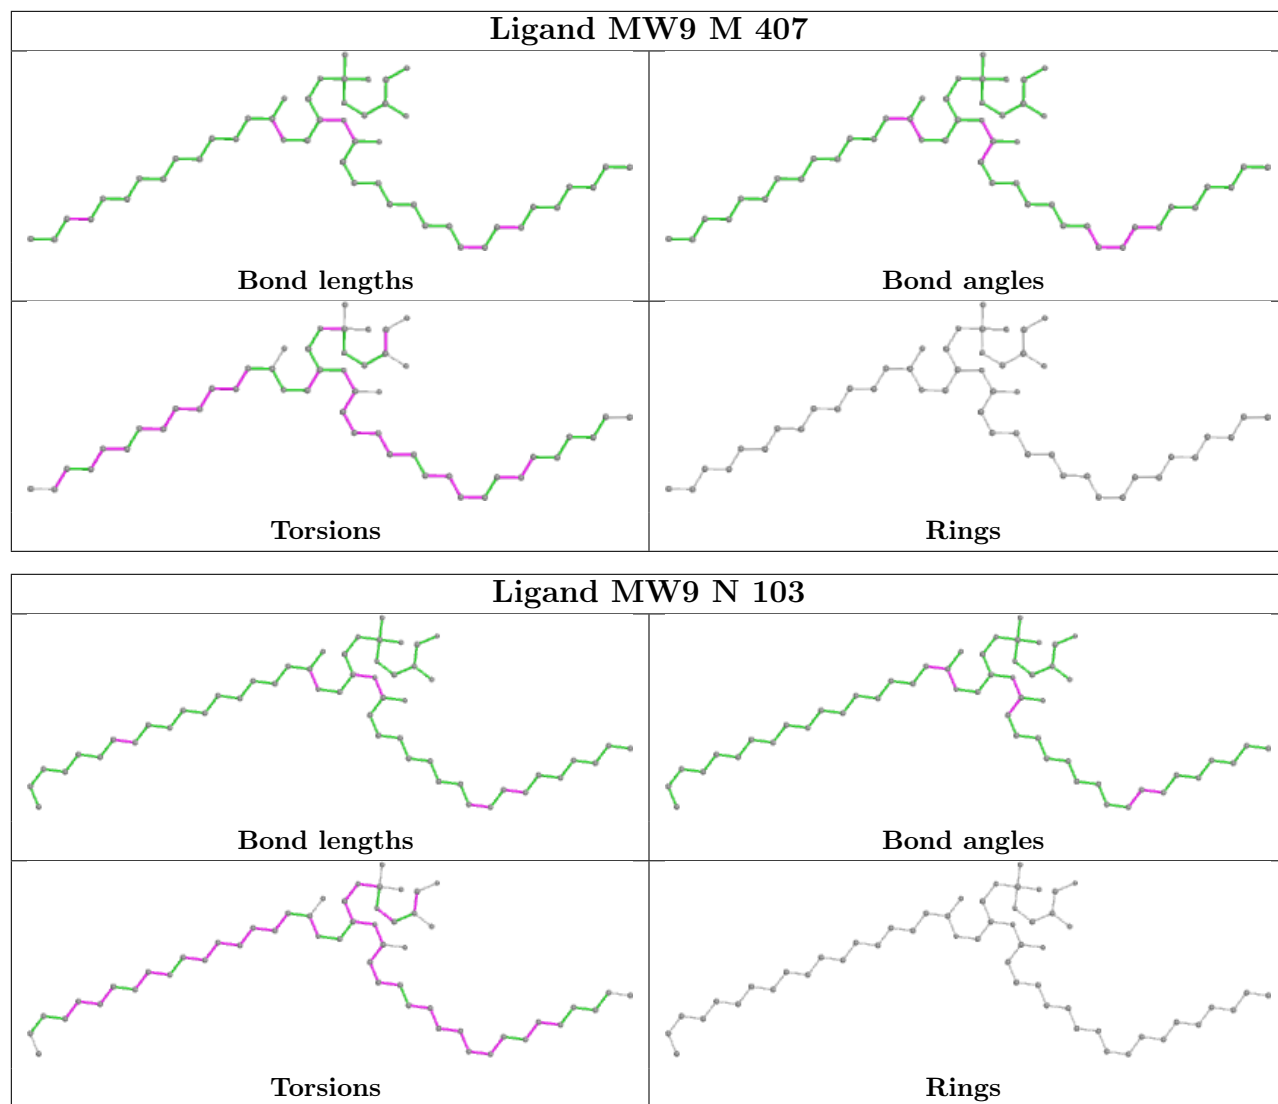 Ligand MW9 M 407
Bond lengths
Bond angles
Torsions
Rings
Ligand MW9 N 103
Bond lengths
Bond angles
Torsions
Rings